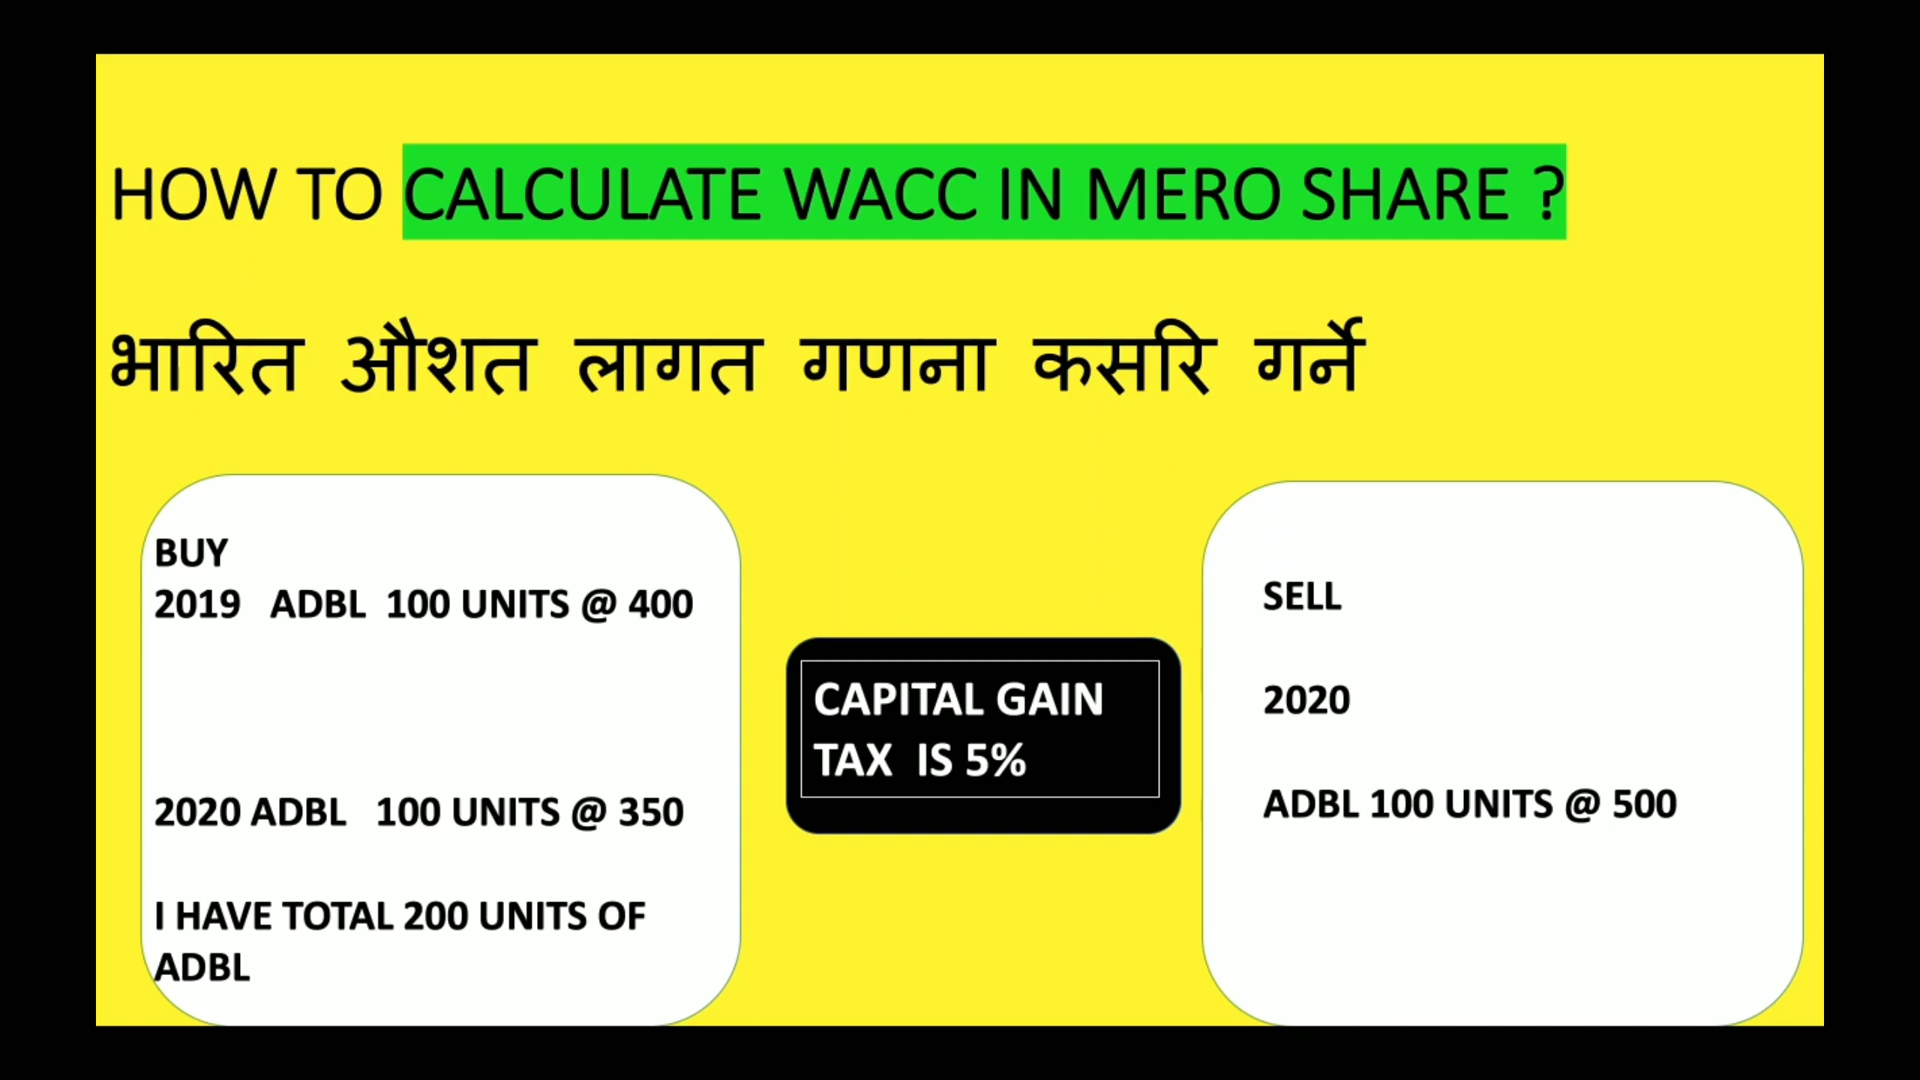 HOW TO CALCULATE WACC IN MERO SHARE ?
भारित औशत लागत गणना कसरि गर्ने
BUY
2019 ADBL 100 UNITS @ 400
2020 ADBL 100 UNITS @ 350
I HAVE TOTAL 200 UNITS OF
ADBL
CAPITAL GAIN
TAX IS 5%
SELL
2020
ADBL 100 UNITS @ 500